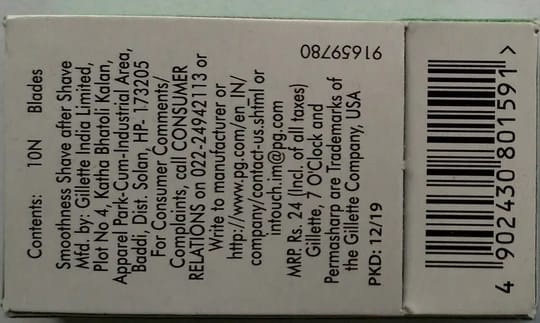 Contents: 10N Blades
Smoothness Shave after Shave
Mfd. by: Gillette India Limited,
Plot No 4, Katha Bhatoli Kalan,
Apparel Park-Cum-Industrial Area,
Baddi, Dist. Solan, HP- 173205
For Consumer Comments/
Complaints, call CONSUMER
RELATIONS on 022-24942113 or
Write to manufacturer or
http://www.pg.com/en_IN/
company/contact-us.shtml or
intouch.im@pg.com
MRP. Rs. 24 (Incl. of all taxes)
Gillette, 7 O'Clock and
Permasharp are Trademarks of
the Gillette Company, USA
PKD: 12/19
91659780
4 902430 801591 >